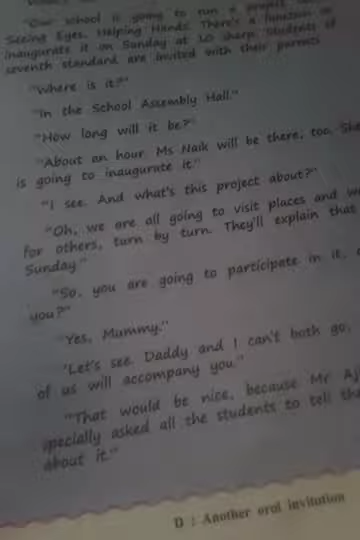 "Our school is going to run a project
Seeing Eyes, Helping Hands. There's a function to
inaugurate it on Sunday at 10 sharp. Students of
seventh standard are invited with their parents
"Where is it?"
"In the School Assembly Hall."
"How long will it be?"
"About an hour. Ms Naik will be there, too. She
is going to inaugurate it."
"I see. And what's this project about?"
"Oh, we are all going to visit places and
for others, turn by turn. They'll explain that
Sunday."
"So, you are going to participate in it,
you?"
"Yes, Mummy."
'Let's see. Daddy and I can't both go,
of us will accompany you."
"That would be nice, because Mr
specially asked all the students to tell
about it."
D : Another oral invitation